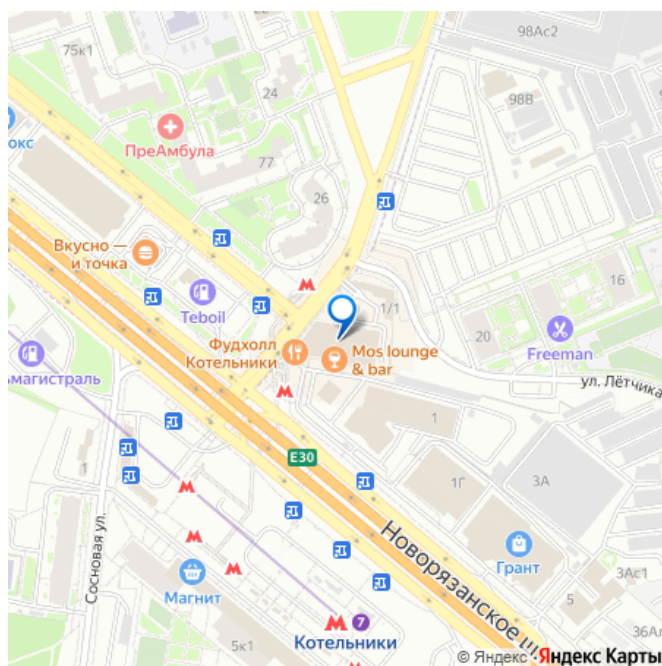 98Ас2
75к1
24
98В
ПреАмбула
77
26
Вкусно —
и точка
Teboil
1/1
16
20
Freeman
Фудхолл
Котельники
Mos lounge
& bar
ул. Лётчика
1
E30
1
1Г
3А
Сосновая ул.
Новорязанское ш
Грант
3Ас1
Магнит
5
5к1
7
Котельники
© Яндекс Яндекс Карты